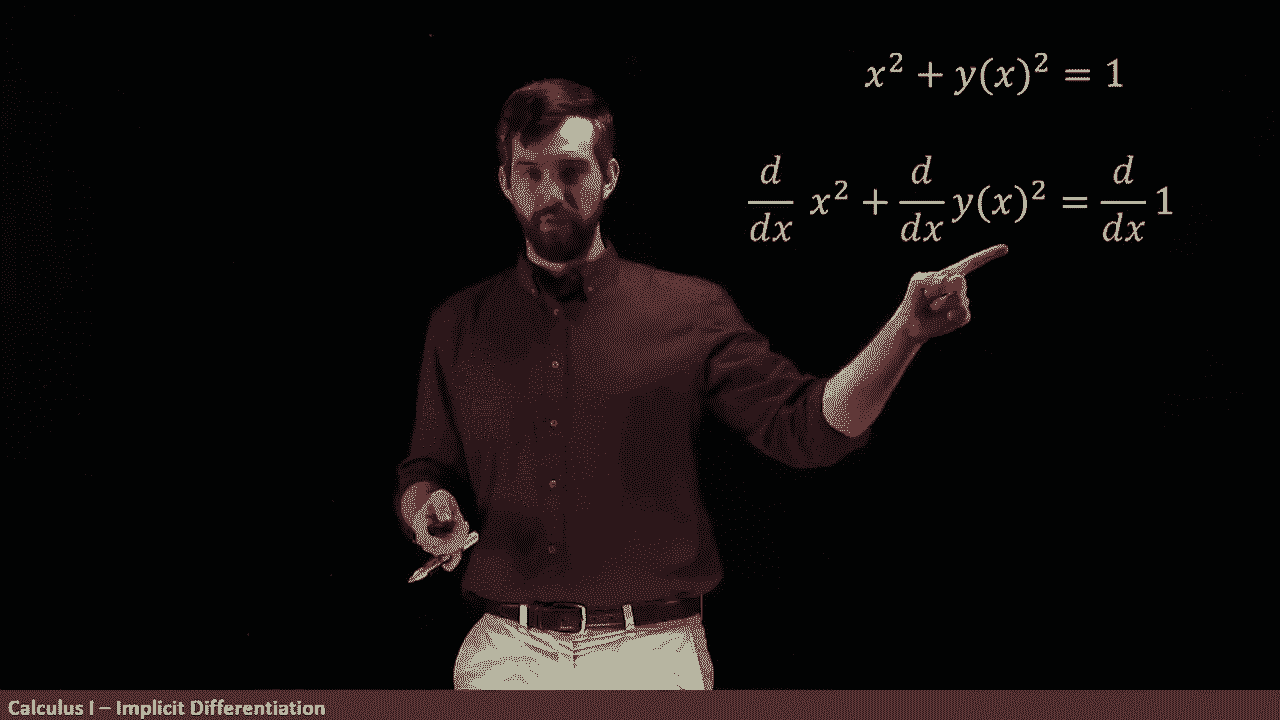 x² + y(x)² = 1
d/dx x² + d/dx y(x)² = d/dx 1
Calculus I – Implicit Differentiation